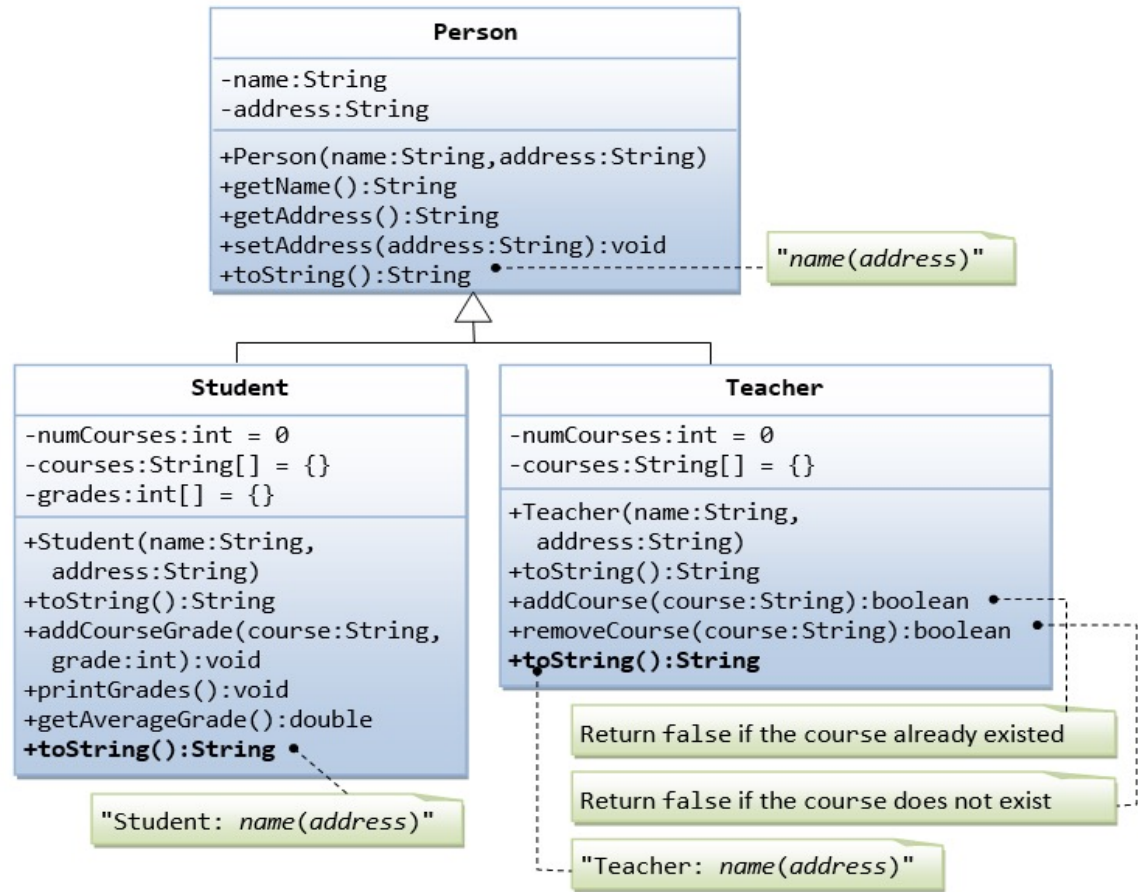 Person
-name:String
-address:String
+Person(name:String,address:String)
+getName():String
+getAddress():String
+setAddress(address:String):void
+toString():String
"name(address)"
Student
-numCourses:int = 0
-courses:String[] = {}
-grades:int[] = {}
+Student(name:String,
address:String)
+toString():String
+addCourseGrade(course:String,
grade:int):void
+printGrades():void
+getAverageGrade():double
+toString():String
"Student: name(address)"
Teacher
-numCourses:int = 0
-courses:String[] = {}
+Teacher(name:String,
address:String)
+toString():String
+addCourse(course:String):boolean
+removeCourse(course:String):boolean
+toString():String
Return false if the course already existed
Return false if the course does not exist
"Teacher: name(address)"